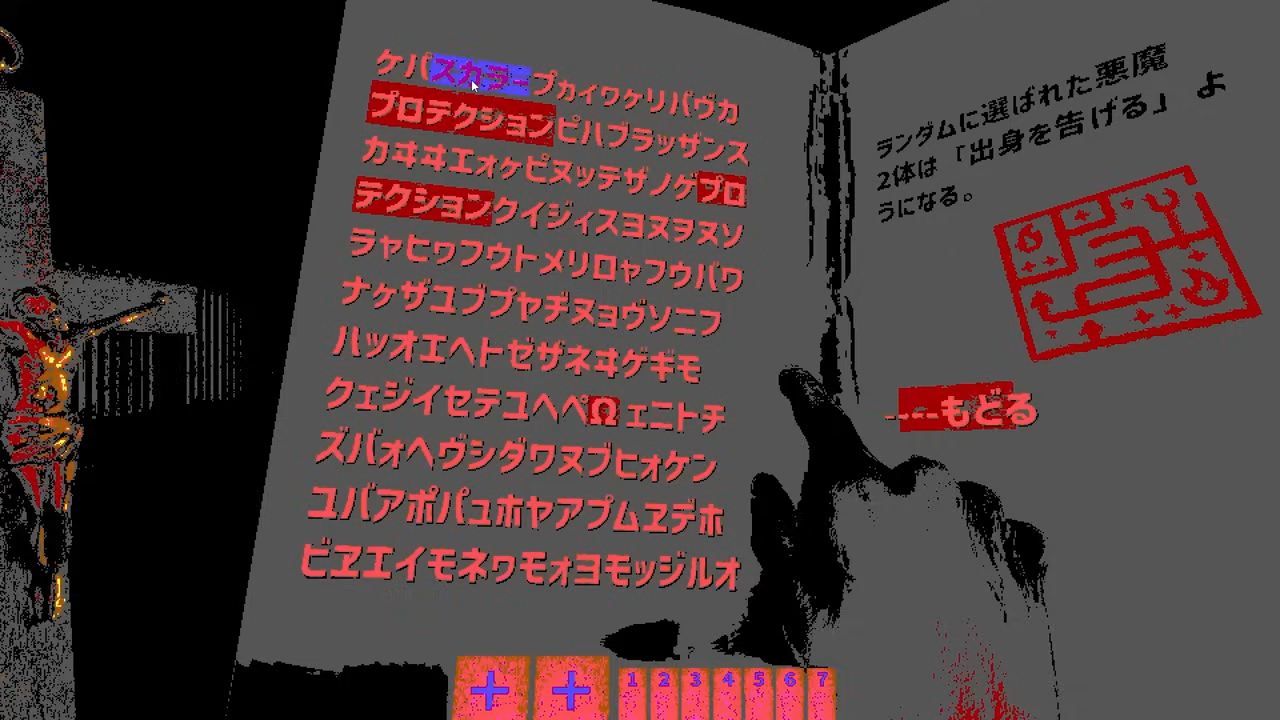 ケパスカラープカイワケリパヴカ
プロテクションピハブラッザンス
カヰヰエォケピヌッテザノゲプロ
テクションクイジィスヨヌヲヌソ
ラャヒヮフウトメリロャフウバワ
ナヶザユブプヤヂヌョヴソニフ
ハッオエヘトゼザネヰゲギモ
クェジイセテユヘペΩェニトチ
ズバォヘヴシダワヌブヒォケン
ユバアポパュホヤアプムヱデホ
ビヱエイモネヮモォヨモッジルオ
ランダムに選ばれた悪魔
2体は「出身を告げる」よ
うになる。
----もどる
+ + 1 2 3 4 5 6 7